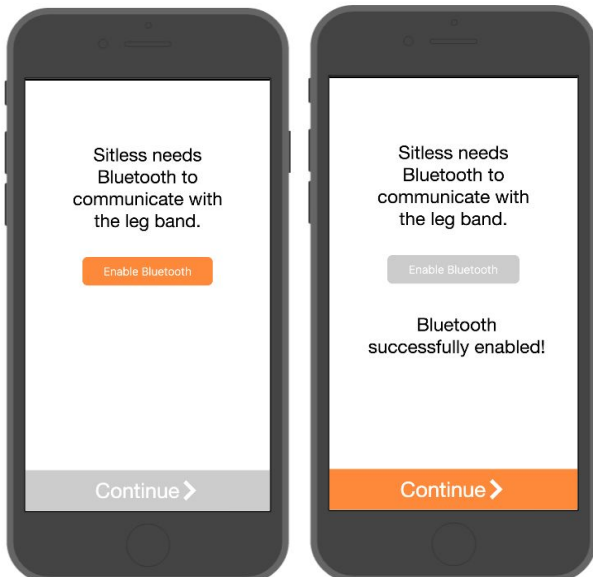 Sitless needs
Bluetooth to
communicate with
the leg band.
Enable Bluetooth
Continue
Sitless needs
Bluetooth to
communicate with
the leg band.
Enable Bluetooth
Bluetooth
successfully enabled!
Continue